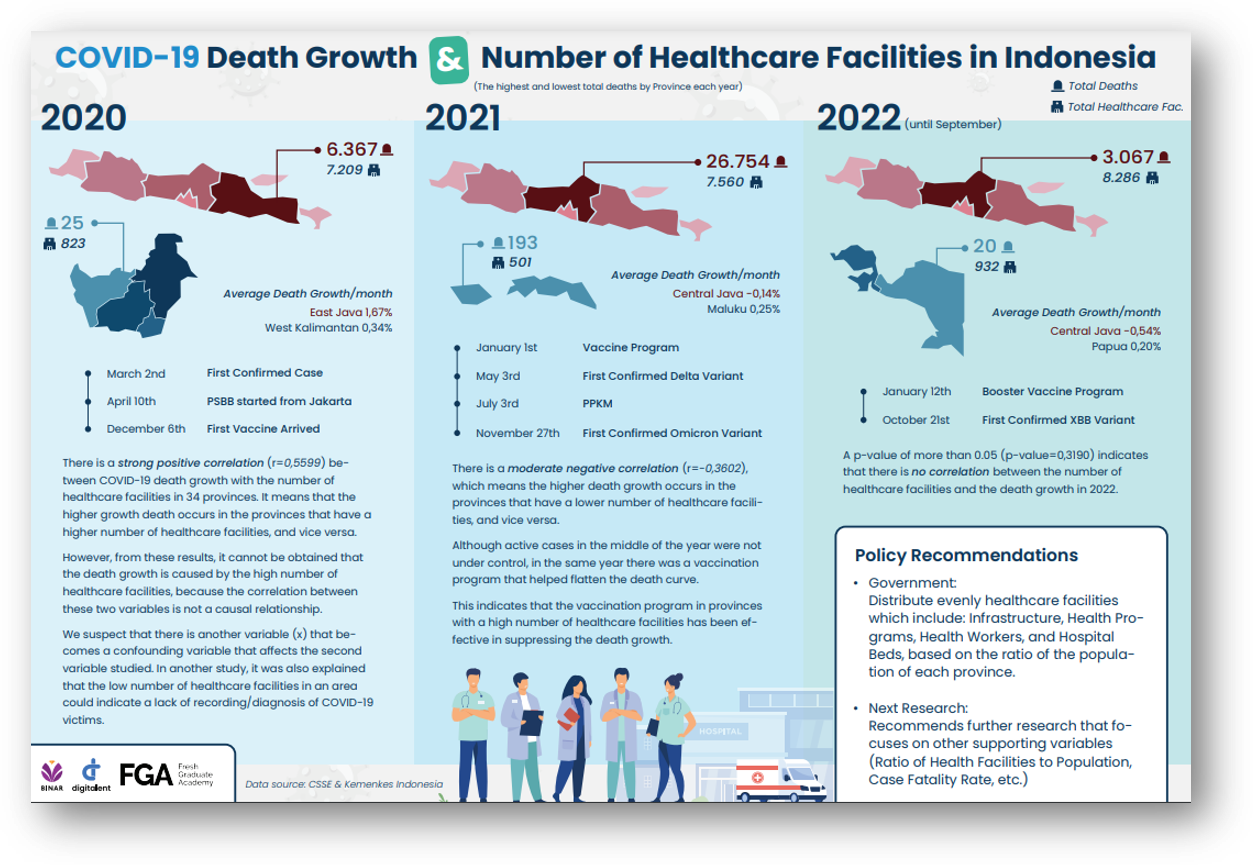 COVID-19 Death Growth & Number of Healthcare Facilities in Indonesia
(The highest and lowest total deaths by Province each year)
Total Deaths
Total Healthcare Fac.
2020
6.367
7.209
25
823
Average Death Growth/month
East Java 1,67%
West Kalimantan 0,34%
March 2nd First Confirmed Case
April 10th PSBB started from Jakarta
December 6th First Vaccine Arrived
There is a strong positive correlation (r=0,5599) be-
tween COVID-19 death growth with the number of
healthcare facilities in 34 provinces. It means that the
higher growth death occurs in the provinces that have a
higher number of healthcare facilities, and vice versa.
However, from these results, it cannot be obtained that
the death growth is caused by the high number of
healthcare facilities, because the correlation between
these two variables is not a causal relationship.
We suspect that there is another variable (x) that be-
comes a confounding variable that affects the second
variable studied. In another study, it was also explained
that the low number of healthcare facilities in an area
could indicate a lack of recording/diagnosis of COVID-19
victims.
2021
26.754
7.560
193
501
Average Death Growth/month
Central Java -0,14%
Maluku 0,25%
January 1st Vaccine Program
May 3rd First Confirmed Delta Variant
July 3rd PPKM
November 27th First Confirmed Omicron Variant
There is a moderate negative correlation (r=-0,3602),
which means the higher death growth occurs in the
provinces that have a lower number of healthcare facili-
ties, and vice versa.
Although active cases in the middle of the year were not
under control, in the same year there was a vaccination
program that helped flatten the death curve.
This indicates that the vaccination program in provinces
with a high number of healthcare facilities has been ef-
fective in suppressing the death growth.
HOSPITAL
2022 (until September)
3.067
8.286
20
932
Average Death Growth/month
Central Java -0,54%
Papua 0,20%
January 12th Booster Vaccine Program
October 21st First Confirmed XBB Variant
A p-value of more than 0.05 (p-value=0,3190) indicates
that there is no correlation between the number of
healthcare facilities and the death growth in 2022.
Policy Recommendations
• Government:
Distribute evenly healthcare facilities
which include: Infrastructure, Health Pro-
grams, Health Workers, and Hospital
Beds, based on the ratio of the popula-
tion of each province.
• Next Research:
Recommends further research that fo-
cuses on other supporting variables
(Ratio of Health Facilities to Population,
Case Fatality Rate, etc.)
BINAR
digitalent
FGA Fresh
Graduate
Academy
Data source: CSSE & Kemenkes Indonesia